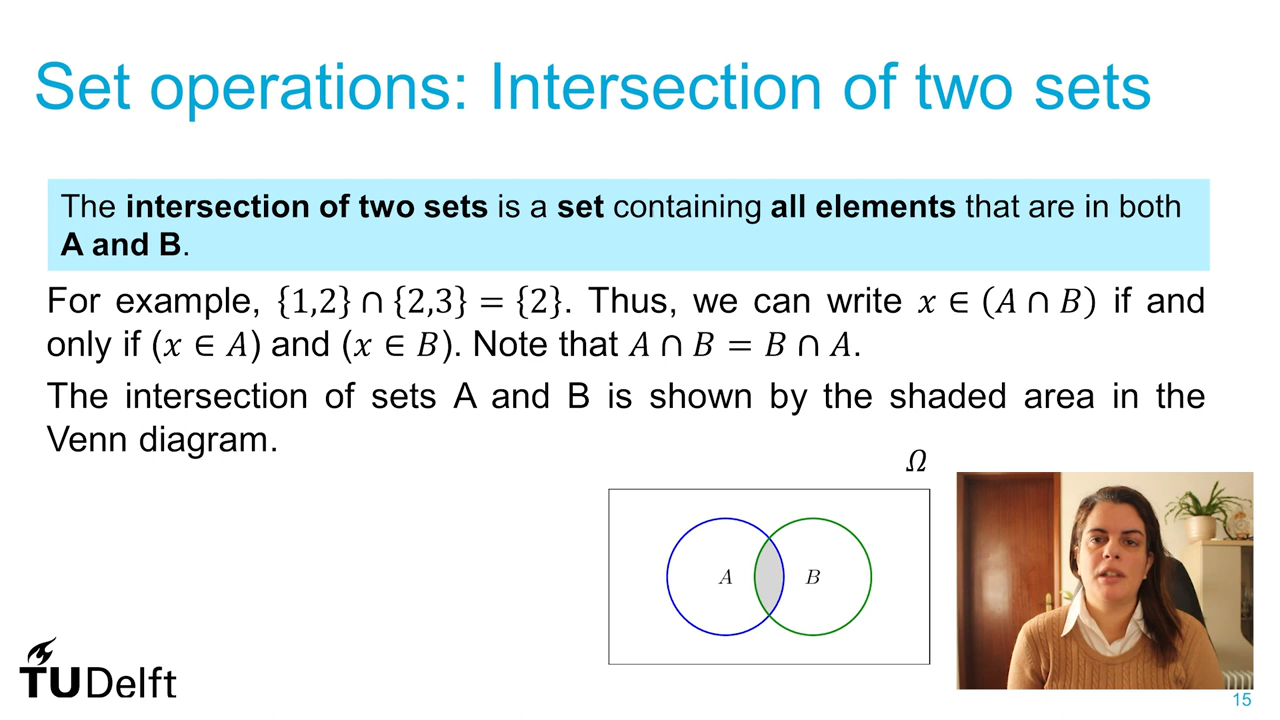 Set operations: Intersection of two sets
The intersection of two sets is a set containing all elements that are in both
A and B.
For example, {1,2} ∩ {2,3} = {2}. Thus, we can write 𝑥 ∈ (𝐴 ∩ 𝐵) if and
only if (𝑥 ∈ 𝐴) and (𝑥 ∈ 𝐵). Note that 𝐴 ∩ 𝐵 = 𝐵 ∩ 𝐴.
The intersection of sets A and B is shown by the shaded area in the
Venn diagram.
𝛺
A B
TUDelft
15